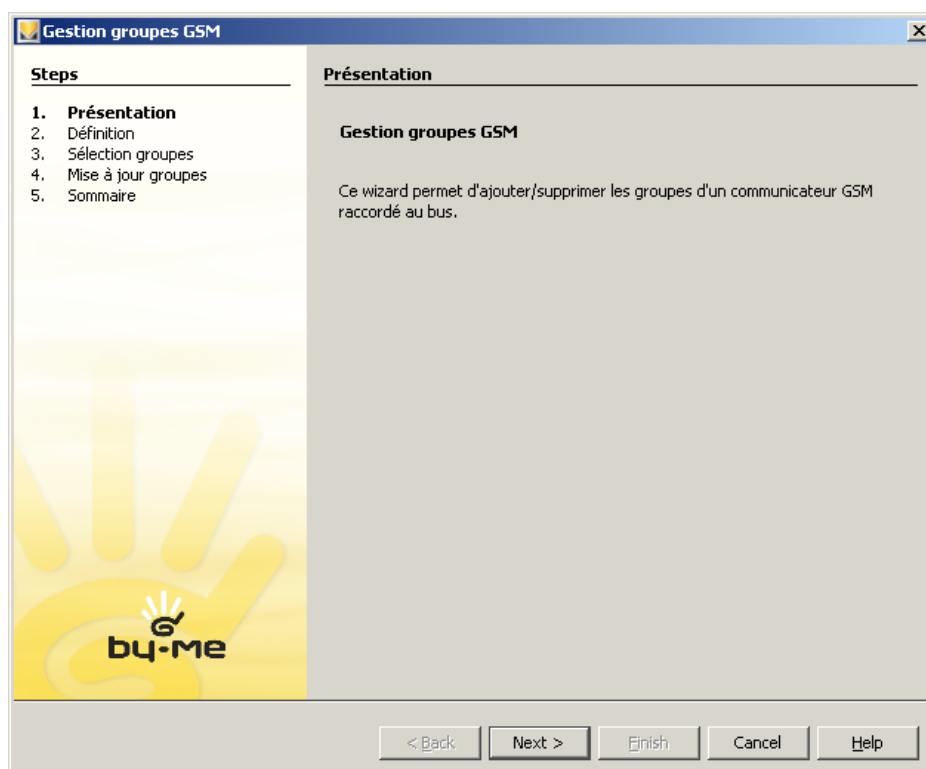 Gestion groupes GSM
Steps
1. Présentation
2. Définition
3. Sélection groupes
4. Mise à jour groupes
5. Sommaire
Présentation
Gestion groupes GSM
Ce wizard permet d'ajouter/supprimer les groupes d'un communicateur GSM
raccordé au bus.
by-me
< Back
Next >
Finish
Cancel
Help